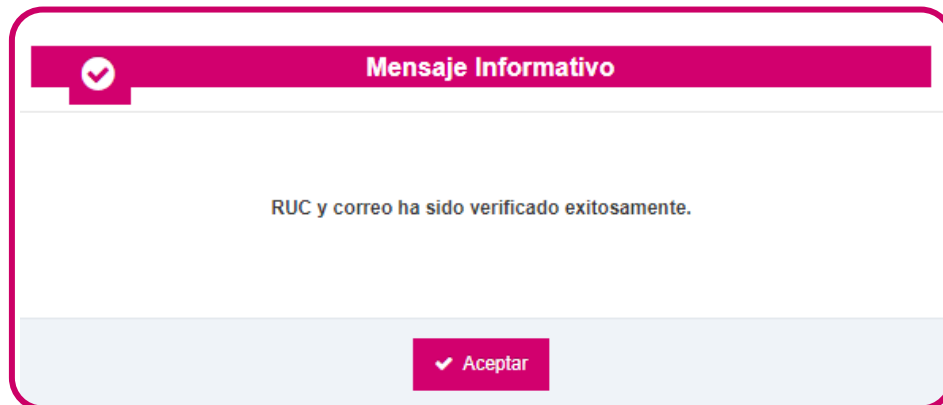 Mensaje Informativo
RUC y correo ha sido verificado exitosamente.
Aceptar